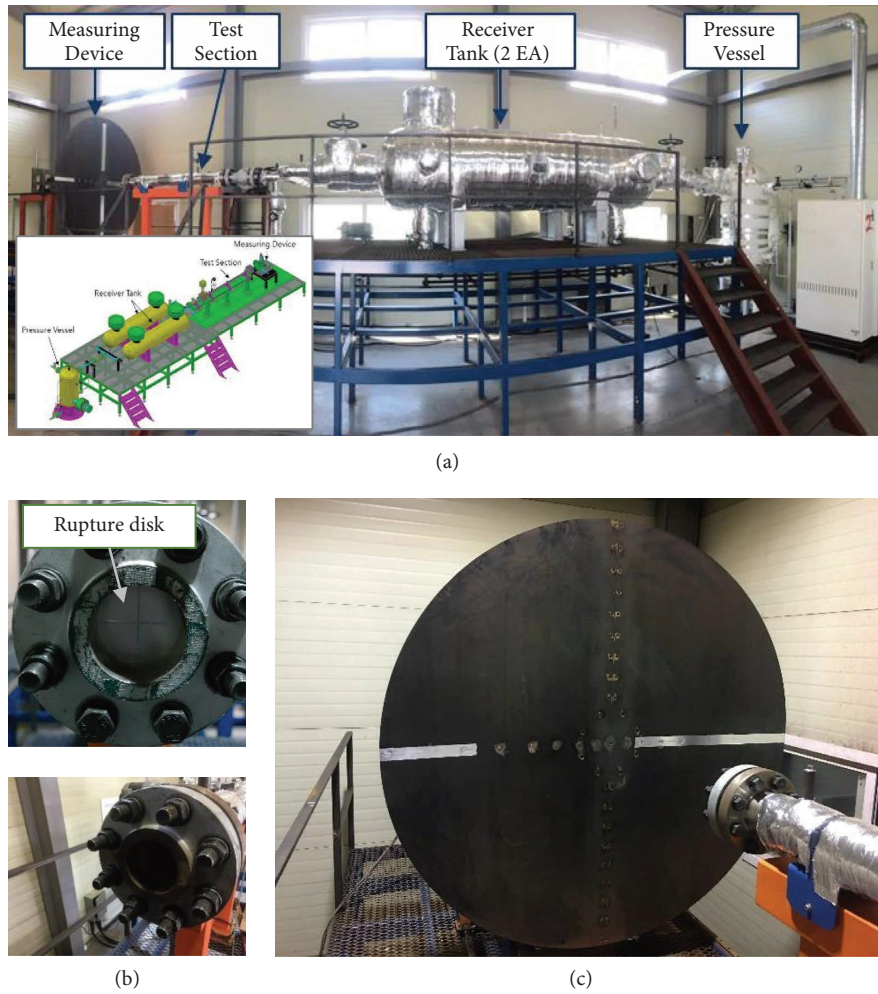 Measuring
Device
Test
Section
Receiver
Tank (2 EA)
Pressure
Vessel
Measuring Device
Test Section
Receiver Tank
Pressure Vessel
(a)
Rupture disk
(b)
(c)